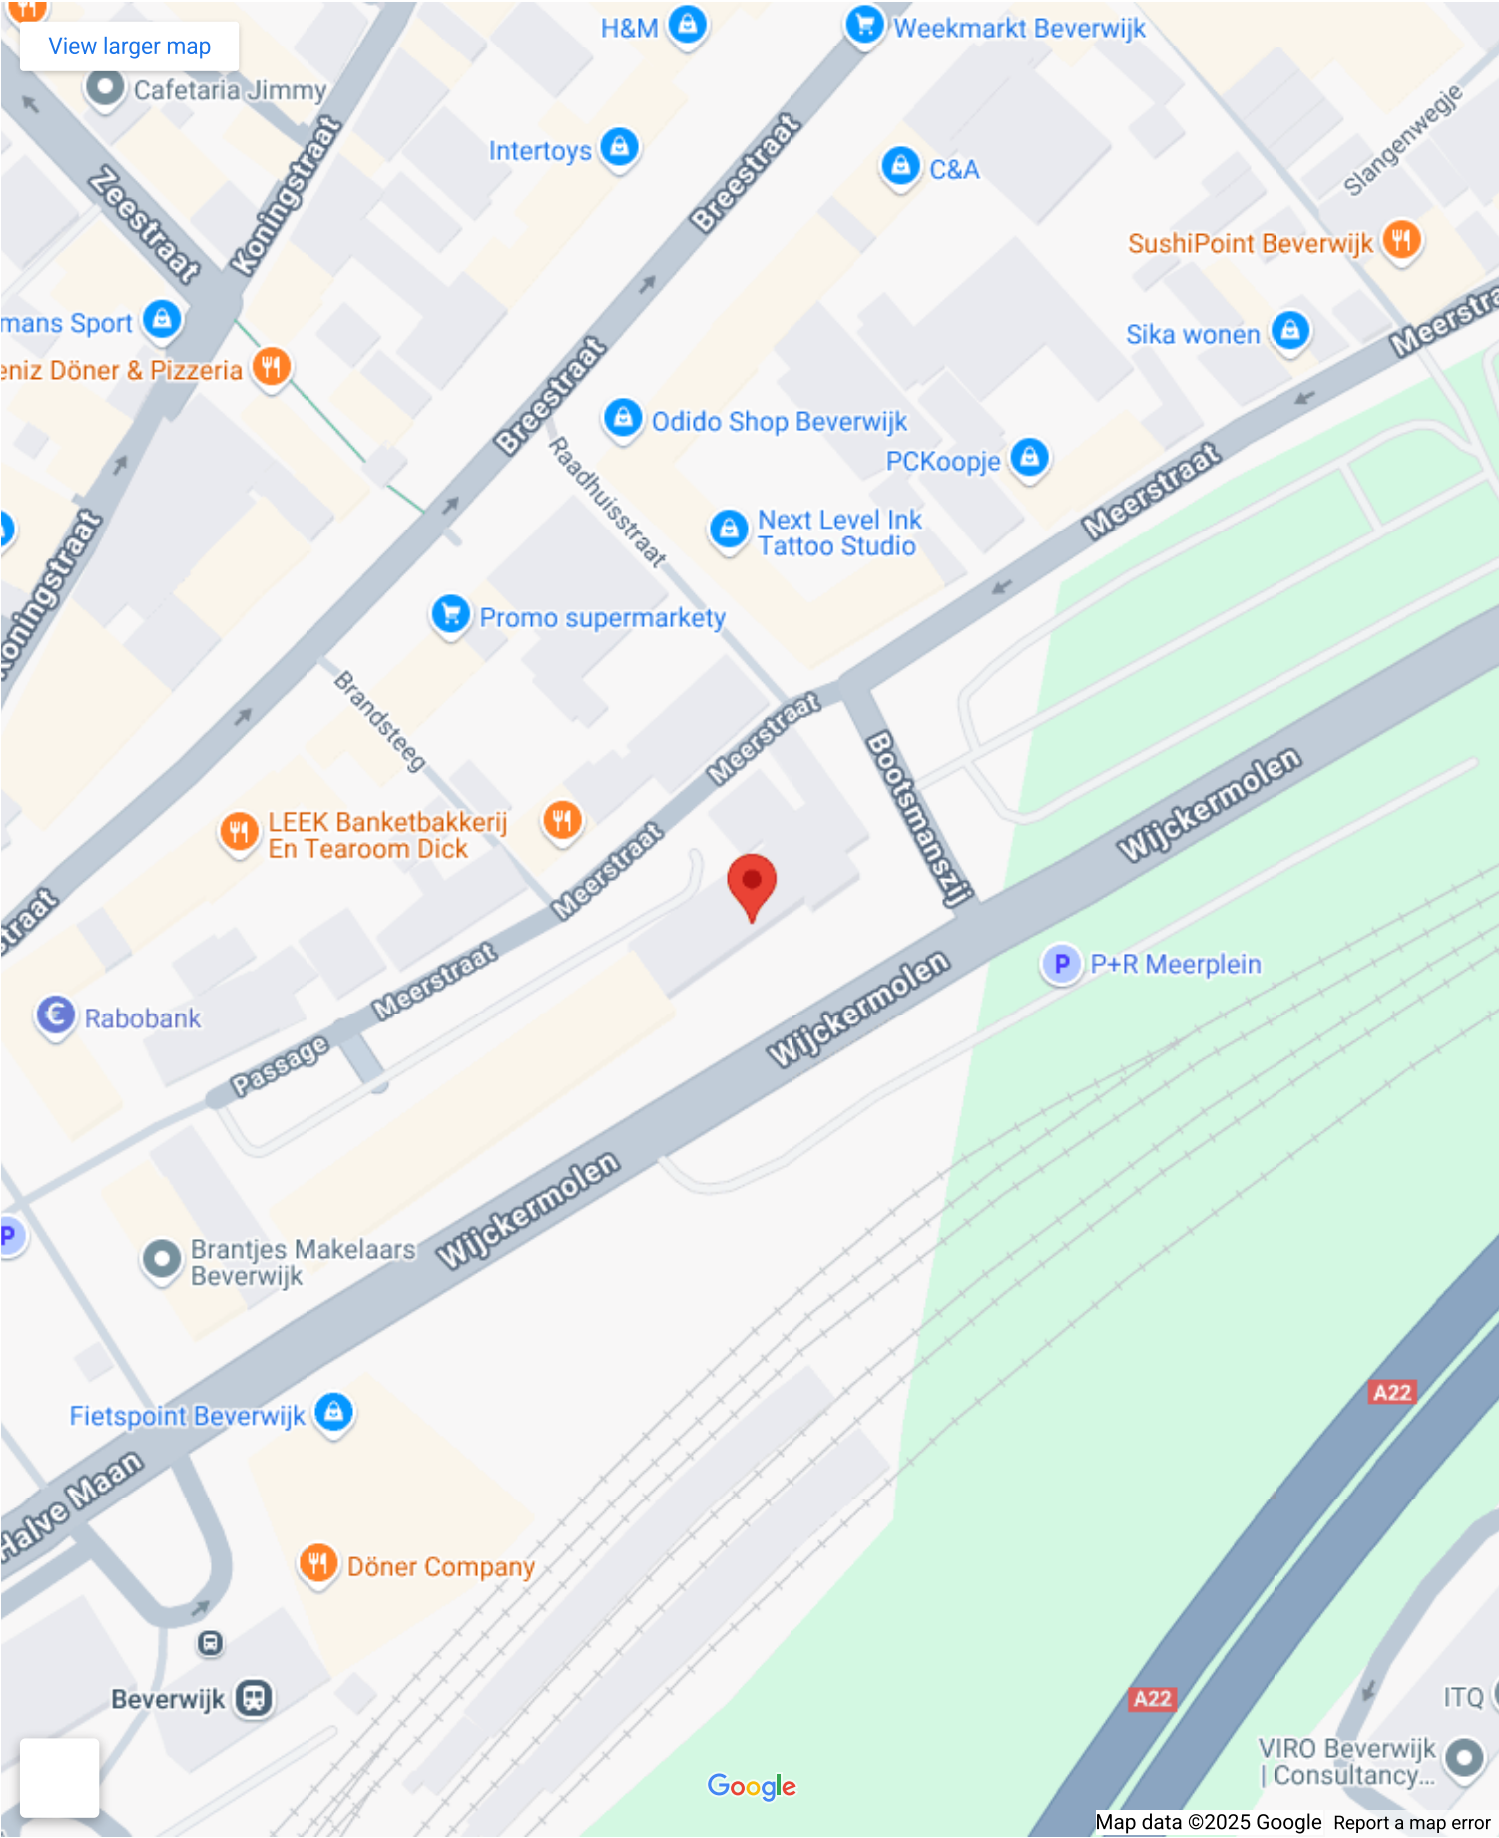 View larger map
H&M
Weekmarkt Beverwijk
Cafetaria Jimmy
Intertoys
Breestraat
C&A
Slangenwegje
Koningstraat
Zeestraat
SushiPoint Beverwijk
mans Sport
Sika wonen
Meerstra
eniz Döner & Pizzeria
Breestraat
Odido Shop Beverwijk
PCKoopje
Raadhuisstraat
Meerstraat
Next Level Ink
Tattoo Studio
Koningstraat
Promo supermarkety
Brandsteeg
Meerstraat
Bootsmanszij
Wijckermolen
LEEK Banketbakkerij
En Tearoom Dick
Meerstraat
straat
Meerstraat
Wijckermolen
P
P+R Meerplein
€
Rabobank
Passage
Wijckermolen
P
Brantjes Makelaars
Beverwijk
A22
Fietspoint Beverwijk
Halve Maan
Döner Company
Beverwijk
A22
ITQ
VIRO Beverwijk
| Consultancy...
Google
Map data ©2025 Google
Report a map error